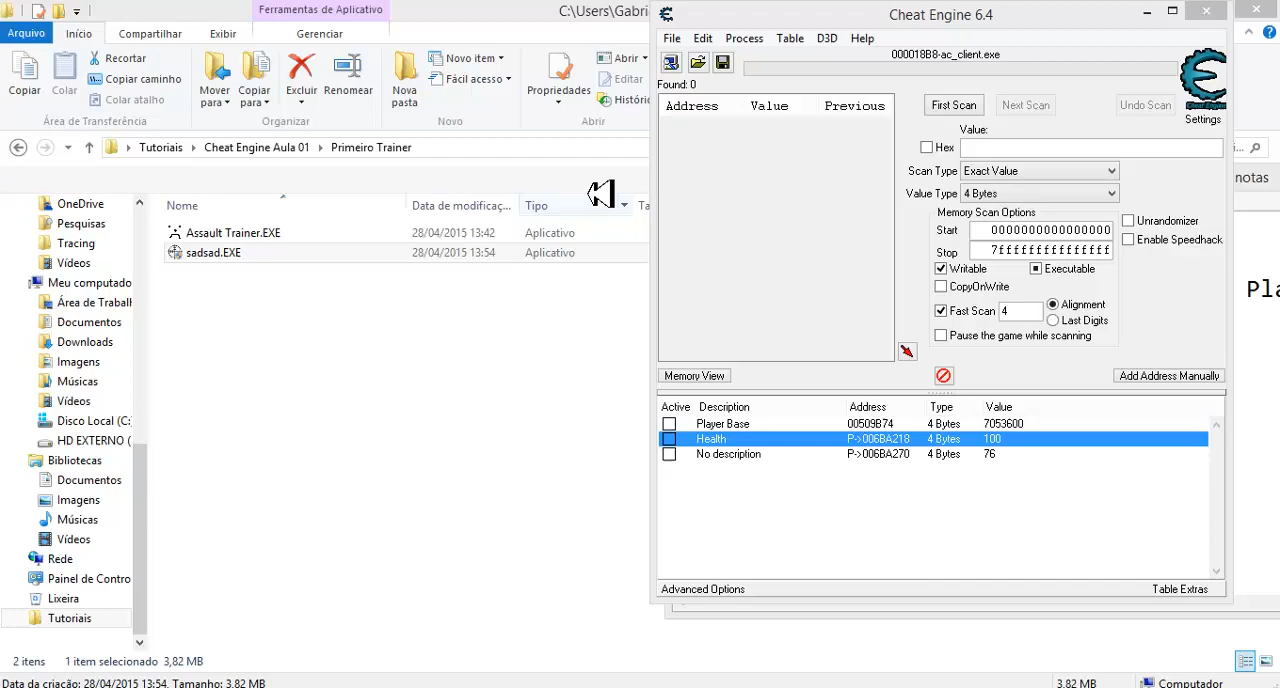 Ferramentas de Aplicativo
C:\Users\Gabri
Arquivo
Início
Compartilhar
Exibir
Gerenciar
Copiar
Colar
Recortar
Copiar caminho
Colar atalho
Área de Transferência
Mover para
Copiar para
Excluir
Renomear
Organizar
Nova pasta
Novo item
Fácil acesso
Novo
Propriedades
Abrir
Editar
Históric
Abrir
Tutoriais
Cheat Engine Aula 01
Primeiro Trainer
Nome
Data de modificaç...
Tipo
Ta
Assault Trainer.EXE 28/04/2015 13:42 Aplicativo
sadsad.EXE 28/04/2015 13:54 Aplicativo
OneDrive
Pesquisas
Tracing
Vídeos
Meu computado
Área de Trabalh
Documentos
Downloads
Imagens
Músicas
Vídeos
Disco Local (C:
HD EXTERNO (
Bibliotecas
Documentos
Imagens
Músicas
Vídeos
Rede
Painel de Contro
Lixeira
Tutoriais
2 itens 1 item selecionado 3,82 MB
Data da criação: 28/04/2015 13:54, Tamanho: 3,82 MB
3,82 MB
Computador
Cheat Engine 6.4
File Edit Process Table D3D Help
000018B8-ac_client.exe
Found: 0
Address Value Previous
First Scan
Next Scan
Undo Scan
Cheat Engine
Settings
Value:
Hex
Scan Type Exact Value
Value Type 4 Bytes
Memory Scan Options
Start 0000000000000000
Stop 7fffffffffffffff
Writable
Executable
CopyOnWrite
Fast Scan 4
Alignment
Last Digits
Pause the game while scanning
Unrandomizer
Enable Speedhack
Memory View
Add Address Manually
Active Description Address Type Value
Player Base 00509B74 4 Bytes 7053600
Health P->006BA218 4 Bytes 100
No description P->006BA270 4 Bytes 76
Advanced Options
Table Extras
...
notas
Pla